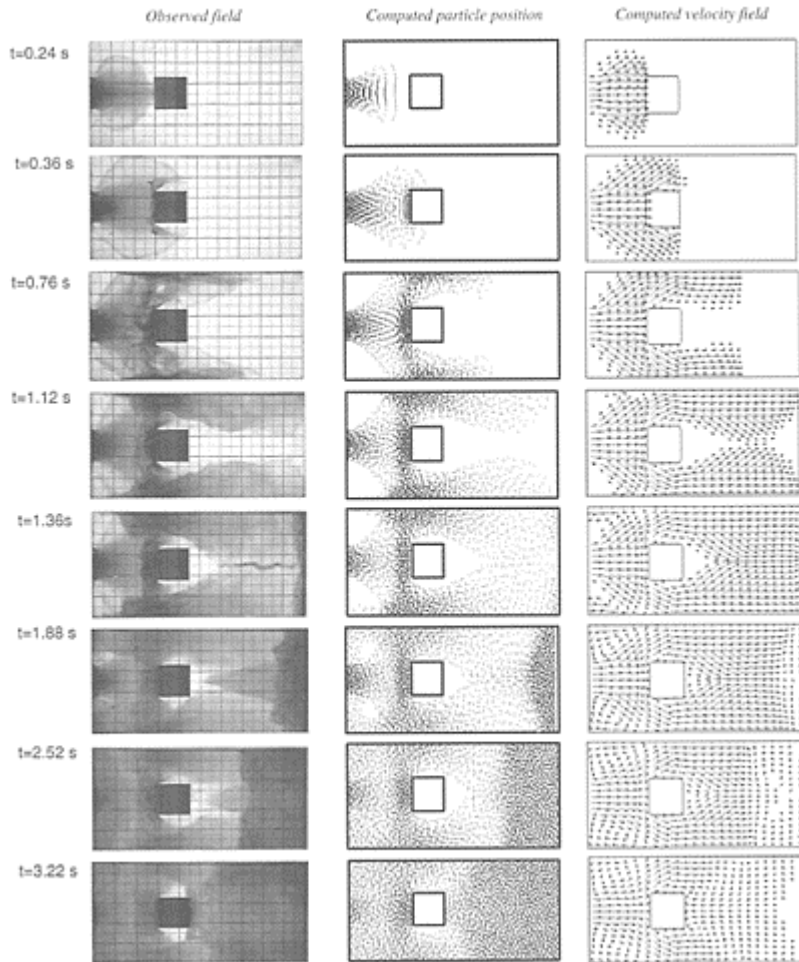 Observed field Computed particle position Computed velocity field
t=0.24 s
t=0.36 s
t=0.76 s
t=1.12 s
t=1.36s
t=1.88 s
t=2.52 s
t=3.22 s